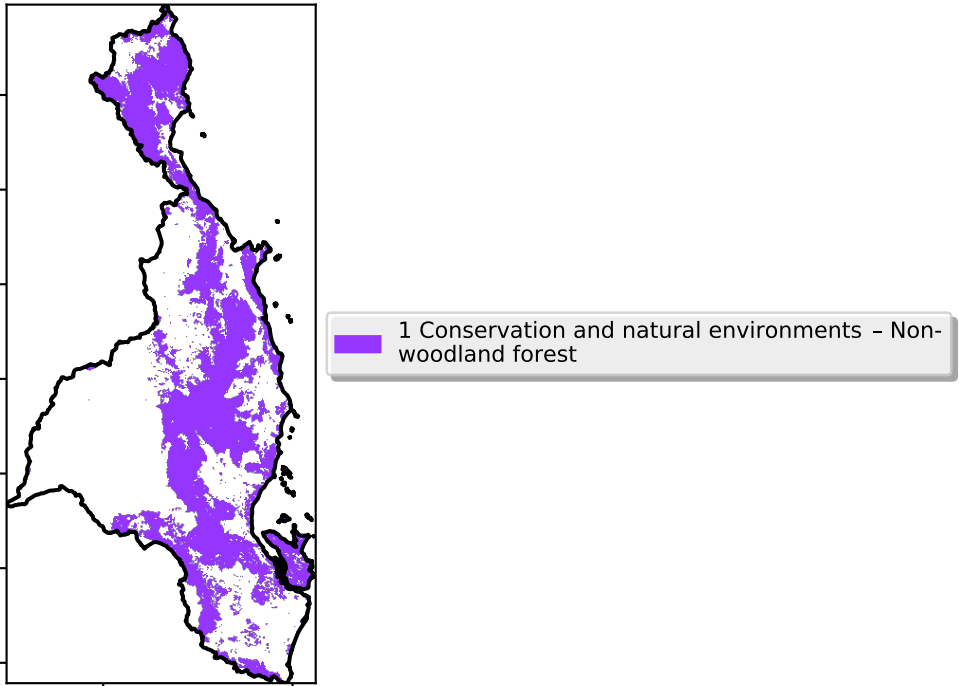 1 Conservation and natural environments – Non-
woodland forest